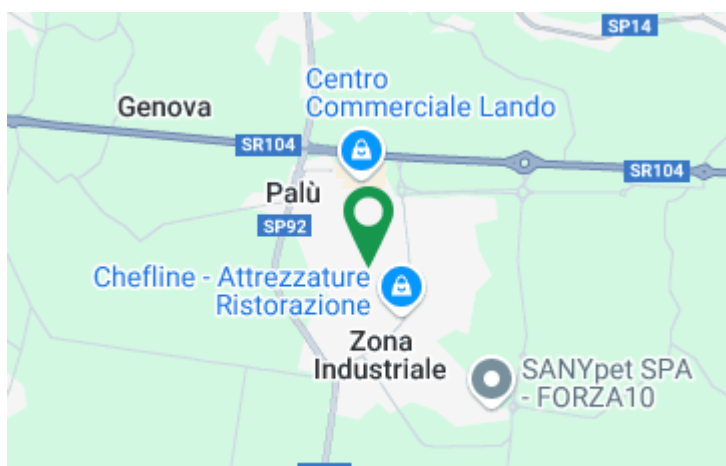 SP14
Centro
Commerciale Lando
Genova
SR104
SR104
Palù
SP92
Chefline - Attrezzature
Ristorazione
Zona
Industriale
SANYpet SPA
- FORZA10